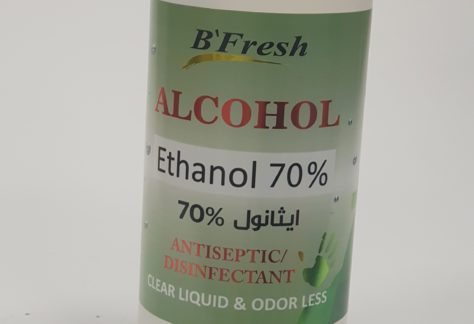 B'Fresh
ALCOHOL
Ethanol 70%
ايثانول 70%
ANTISEPTIC/
DISINFECTANT
CLEAR LIQUID & ODOR LESS